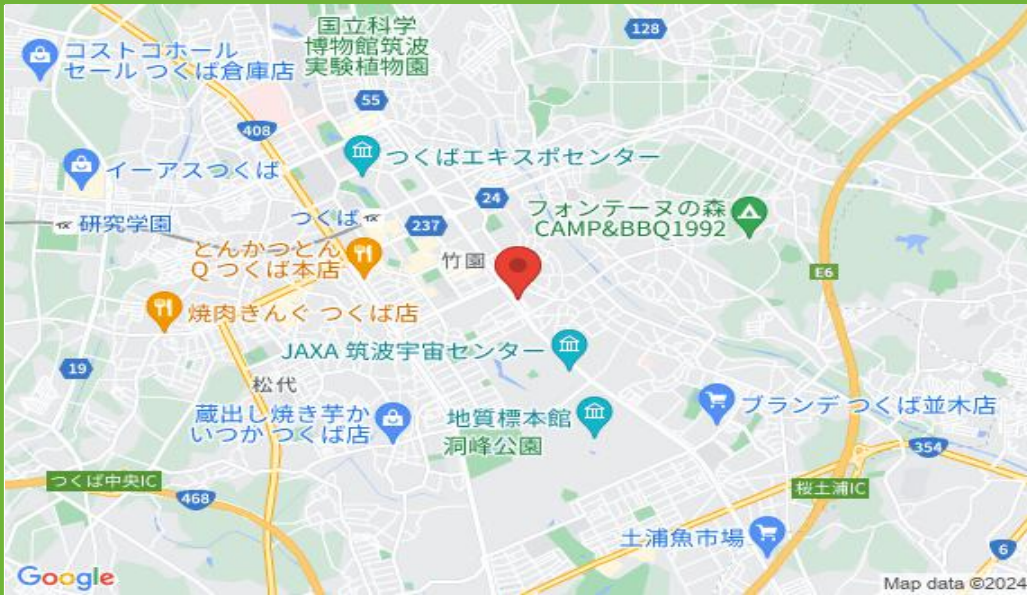 国立科学
博物館筑波
実験植物園
128
コストコホール
セール つくば倉庫店
55
408
つくばエキスポセンター
イーアスつくば
24
フォンテーヌの森
CAMP&BBQ1992
研究学園
つくば
237
とんかつとん
Q つくば本店
竹園
E6
焼肉きんぐ つくば店
JAXA 筑波宇宙センター
19
松代
蔵出し焼き芋か
いつか つくば店
地質標本館
洞峰公園
ブランデ つくば並木店
354
つくば中央IC
468
桜土浦IC
土浦魚市場
6
Google
Map data ©2024